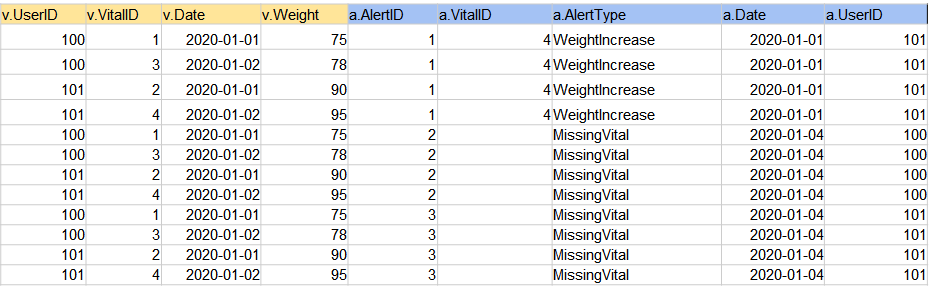 v.UserID v.VitalID v.Date v.Weight a.AlertID a.VitalID a.AlertType a.Date a.UserID
100 1 2020-01-01 75 1 4 WeightIncrease 2020-01-01 101
100 3 2020-01-02 78 1 4 WeightIncrease 2020-01-01 101
101 2 2020-01-01 90 1 4 WeightIncrease 2020-01-01 101
101 4 2020-01-02 95 1 4 WeightIncrease 2020-01-01 101
100 1 2020-01-01 75 2 MissingVital 2020-01-04 100
100 3 2020-01-02 78 2 MissingVital 2020-01-04 100
101 2 2020-01-01 90 2 MissingVital 2020-01-04 100
101 4 2020-01-02 95 2 MissingVital 2020-01-04 100
100 1 2020-01-01 75 3 MissingVital 2020-01-04 101
100 3 2020-01-02 78 3 MissingVital 2020-01-04 101
101 2 2020-01-01 90 3 MissingVital 2020-01-04 101
101 4 2020-01-02 95 3 MissingVital 2020-01-04 101